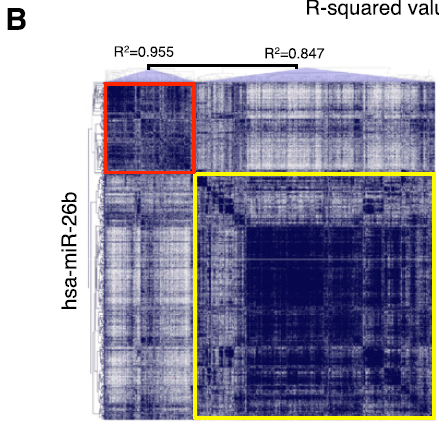 R-squared valu
B
R²=0.955 R²=0.847
hsa-miR-26b